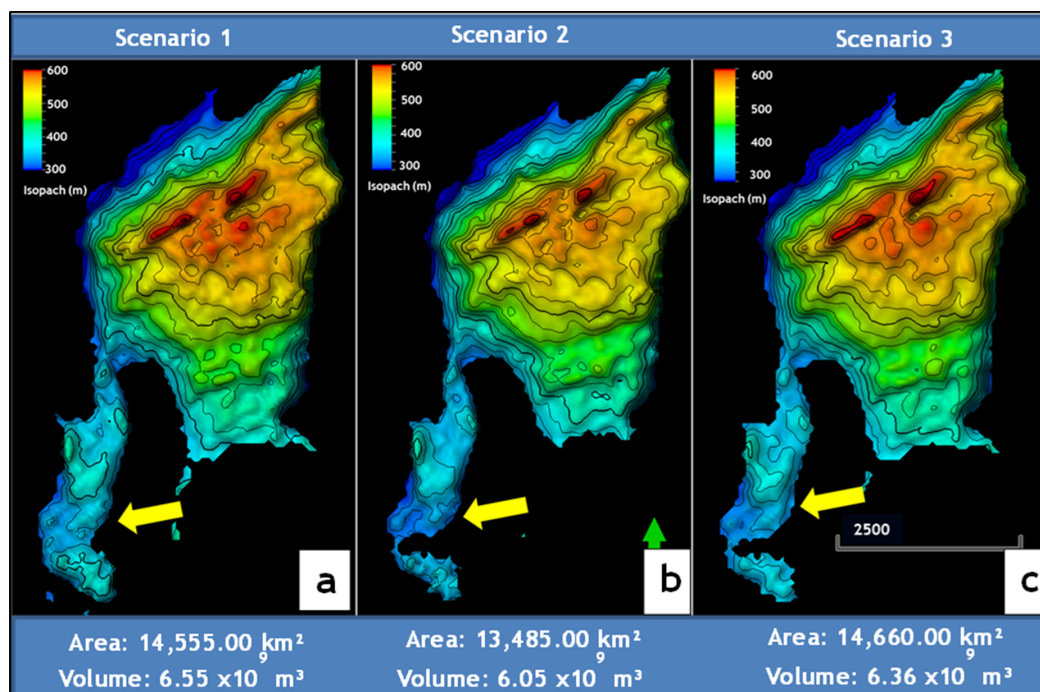 Scenario 1
Scenario 2
Scenario 3
600
500
400
300
Isopach (m)
600
500
400
300
Isopach (m)
600
500
400
300
Isopach (m)
2500
a
b
c
Area: 14,555.00 km²
Volume: 6.55 x10⁹ m³
Area: 13,485.00 km²
Volume: 6.05 x10⁹ m³
Area: 14,660.00 km²
Volume: 6.36 x10⁹ m³